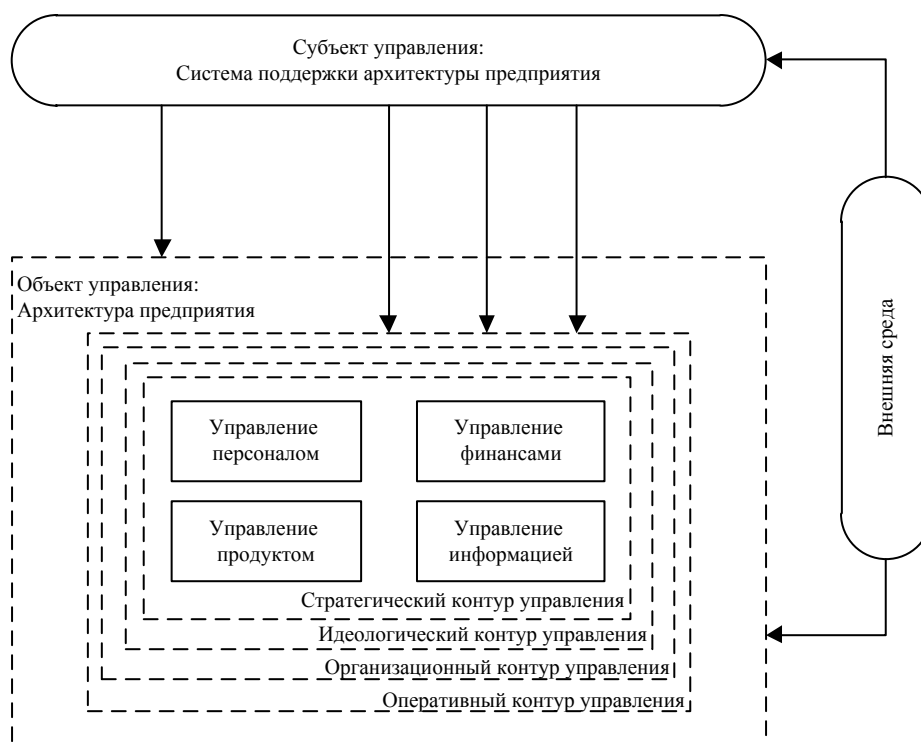 Субъект управления:
Система поддержки архитектуры предприятия
Объект управления:
Архитектура предприятия
Управление
персоналом
Управление
финансами
Управление
продуктом
Управление
информацией
Стратегический контур управления
Идеологический контур управления
Организационный контур управления
Оперативный контур управления
Внешняя среда